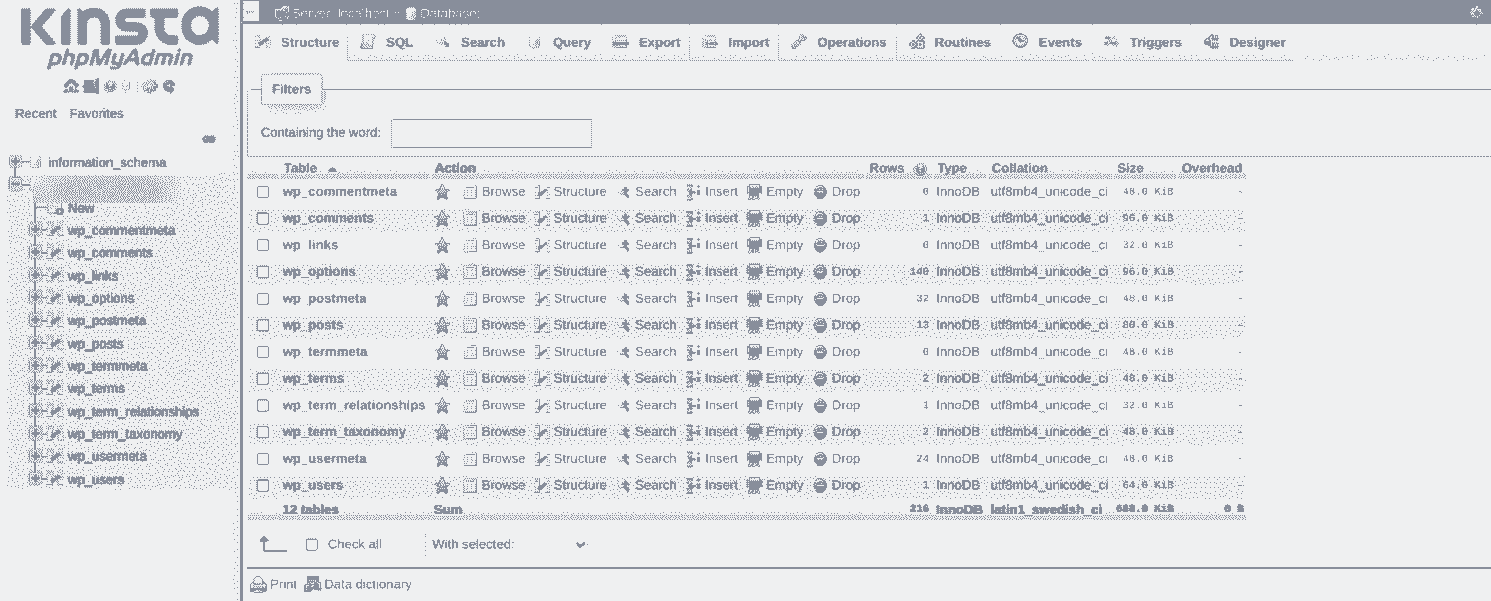 KINSTA
phpMyAdmin
Recent Favorites
information_schema
New
wp_commentmeta
wp_comments
wp_links
wp_options
wp_postmeta
wp_posts
wp_termmeta
wp_terms
wp_term_relationships
wp_term_taxonomy
wp_usermeta
wp_users
Server: localhost » Database:
Structure SQL Search Query Export Import Operations Routines Events Triggers Designer
Filters
Containing the word:
Table Action Rows Type Collation Size Overhead
wp_commentmeta Browse Structure Search Insert Empty Drop 0 InnoDB utf8mb4_unicode_ci 48.0 KiB -
wp_comments Browse Structure Search Insert Empty Drop 1 InnoDB utf8mb4_unicode_ci 96.0 KiB -
wp_links Browse Structure Search Insert Empty Drop 0 InnoDB utf8mb4_unicode_ci 32.0 KiB -
wp_options Browse Structure Search Insert Empty Drop 140 InnoDB utf8mb4_unicode_ci 96.0 KiB -
wp_postmeta Browse Structure Search Insert Empty Drop 32 InnoDB utf8mb4_unicode_ci 48.0 KiB -
wp_posts Browse Structure Search Insert Empty Drop 13 InnoDB utf8mb4_unicode_ci 80.0 KiB -
wp_termmeta Browse Structure Search Insert Empty Drop 0 InnoDB utf8mb4_unicode_ci 48.0 KiB -
wp_terms Browse Structure Search Insert Empty Drop 2 InnoDB utf8mb4_unicode_ci 48.0 KiB -
wp_term_relationships Browse Structure Search Insert Empty Drop 1 InnoDB utf8mb4_unicode_ci 32.0 KiB -
wp_term_taxonomy Browse Structure Search Insert Empty Drop 2 InnoDB utf8mb4_unicode_ci 48.0 KiB -
wp_usermeta Browse Structure Search Insert Empty Drop 24 InnoDB utf8mb4_unicode_ci 48.0 KiB -
wp_users Browse Structure Search Insert Empty Drop 1 InnoDB utf8mb4_unicode_ci 64.0 KiB -
12 tables Sum 216 InnoDB latin1_swedish_ci 688.0 KiB 0 B
Check all With selected:
Print Data dictionary